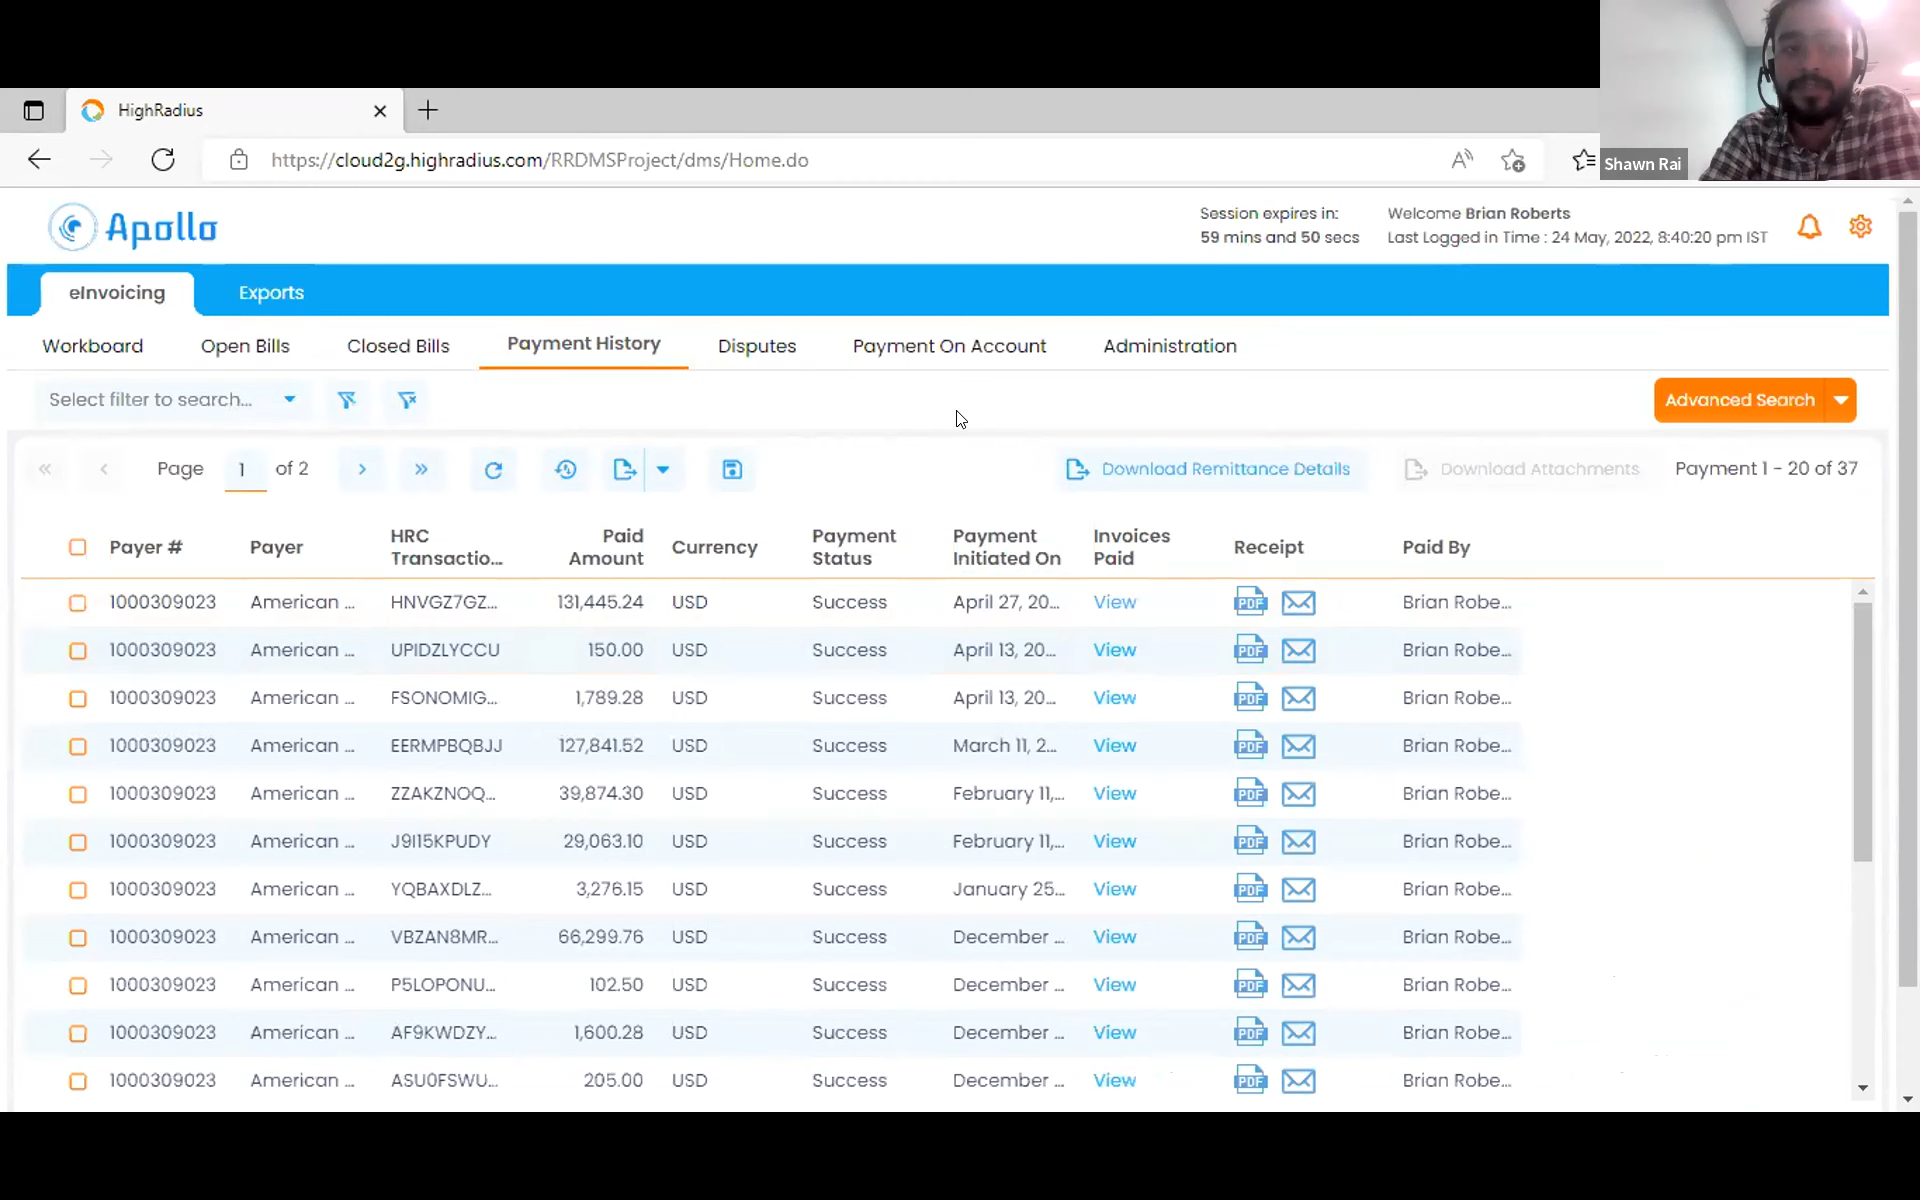 HighRadius
https://cloud2g.highradius.com/RRDMSProject/dms/Home.do
Shawn Rai
Apollo
Session expires in:
59 mins and 50 secs
Welcome Brian Roberts
Last Logged in Time : 24 May, 2022, 8:40:20 pm IST
eInvoicing Exports
Workboard Open Bills Closed Bills Payment History Disputes Payment On Account Administration
Select filter to search... Advanced Search
Page 1 of 2 Download Remittance Details Download Attachments Payment 1 - 20 of 37
Payer # Payer HRC Transactio... Paid Amount Currency Payment Status Payment Initiated On Invoices Paid Receipt Paid By
1000309023 American ... HNVGZ7GZ... 131,445.24 USD Success April 27, 20... View PDF Brian Robe...
1000309023 American ... UPIDZLYCCU 150.00 USD Success April 13, 20... View PDF Brian Robe...
1000309023 American ... FSONOMIG... 1,789.28 USD Success April 13, 20... View PDF Brian Robe...
1000309023 American ... EERMPBQBJJ 127,841.52 USD Success March 11, 2... View PDF Brian Robe...
1000309023 American ... ZZAKZNOQ... 39,874.30 USD Success February 11,... View PDF Brian Robe...
1000309023 American ... J9I15KPUDY 29,063.10 USD Success February 11,... View PDF Brian Robe...
1000309023 American ... YQBAXDLZ... 3,276.15 USD Success January 25... View PDF Brian Robe...
1000309023 American ... VBZAN8MR... 66,299.76 USD Success December ... View PDF Brian Robe...
1000309023 American ... P5LOPONU... 102.50 USD Success December ... View PDF Brian Robe...
1000309023 American ... AF9KWDZY... 1,600.28 USD Success December ... View PDF Brian Robe...
1000309023 American ... ASU0FSWU... 205.00 USD Success December ... View PDF Brian Robe...